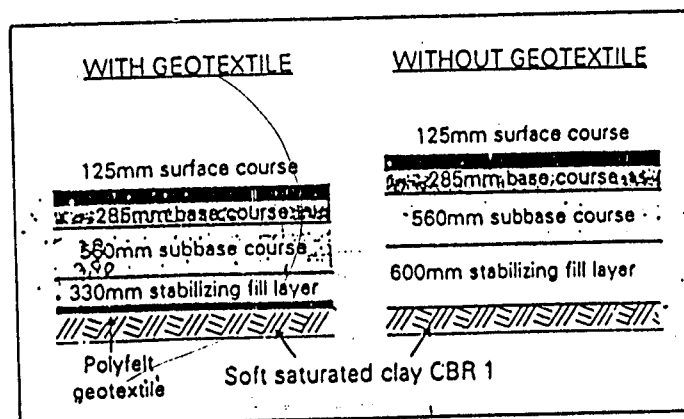 WITH GEOTEXTILE
125mm surface course
285mm base course
560mm subbase course
380
330mm stabilizing fill layer
Polyfelt
geotextile
WITHOUT GEOTEXTILE
125mm surface course
285mm base course
560mm subbase course
600mm stabilizing fill layer
Soft saturated clay CBR 1